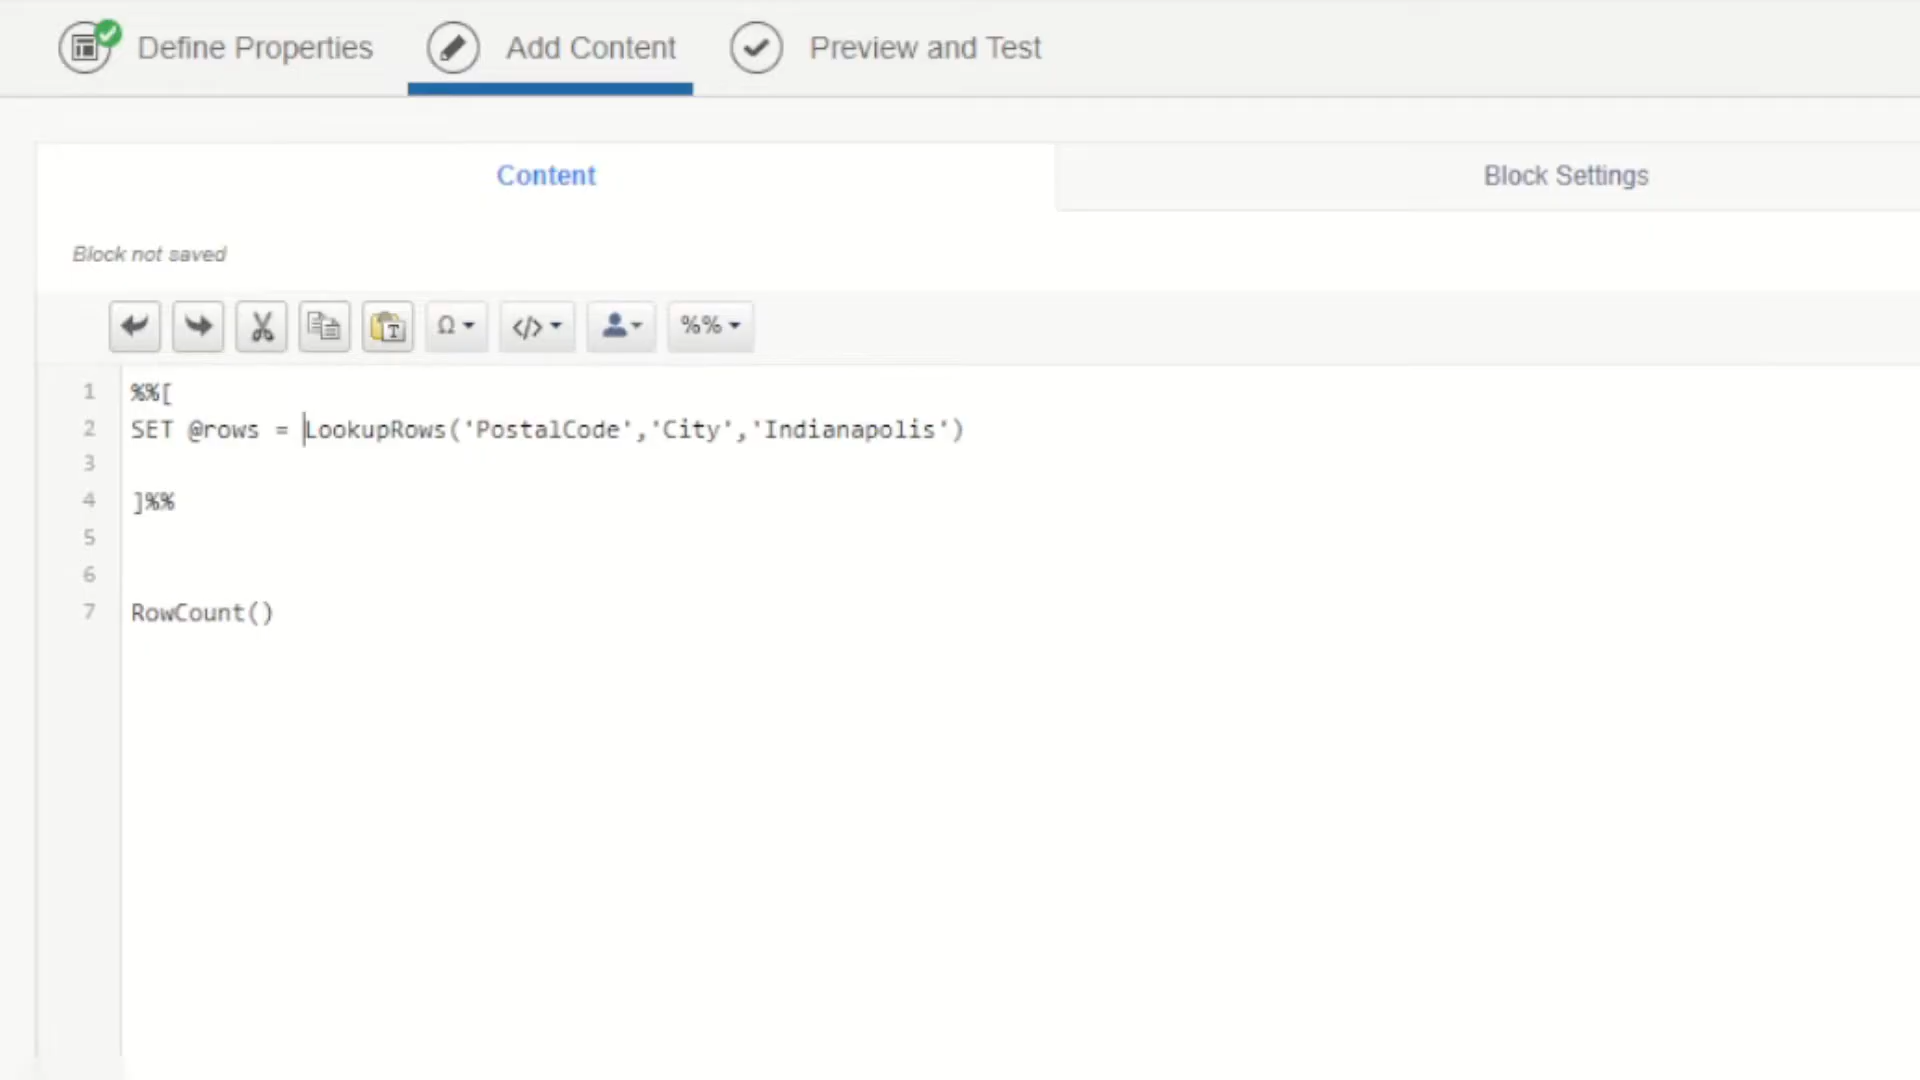 Define Properties Add Content Preview and Test
Content Block Settings
Block not saved
Ω </> %%
1 %%[
2 SET @rows = LookupRows('PostalCode','City','Indianapolis')
3
4 ]%%
5
6
7 RowCount()